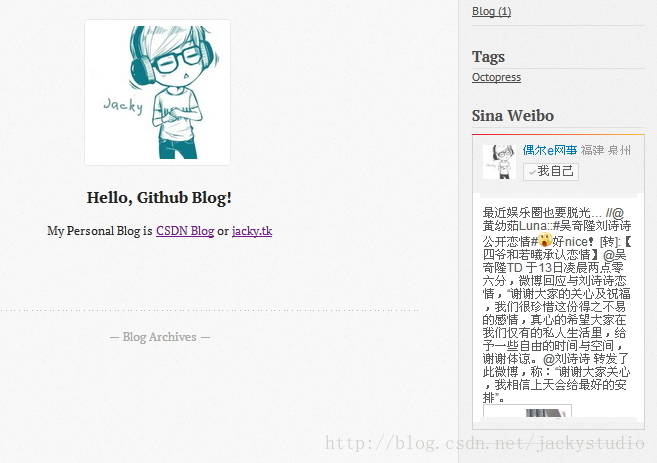 Jacky
Hello, Github Blog!
My Personal Blog is CSDN Blog or jacky.tk
— Blog Archives —
Blog (1)
Tags
Octopress
Sina Weibo
偶尔e网事 福建 泉州
✓我自己
最近娱乐圈也要脱光... //@
黄幼茹Luna::#吴奇隆刘诗诗
公开恋情#好nice！[转]:【
四爷和若曦承认恋情】@吴
奇隆TD 于13日凌晨两点零
六分，微博回应与刘诗诗恋
情，“谢谢大家的关心及祝福
，我们很珍惜这份得之不易
的感情，真心的希望大家在
我们仅有的私人生活里，给
予一些自由的时间与空间，
谢谢体谅。@刘诗诗 转发了
此微博，称：“谢谢大家关心
，我相信上天会给最好的安
排”。
http://blog.csdn.net/jackystudio